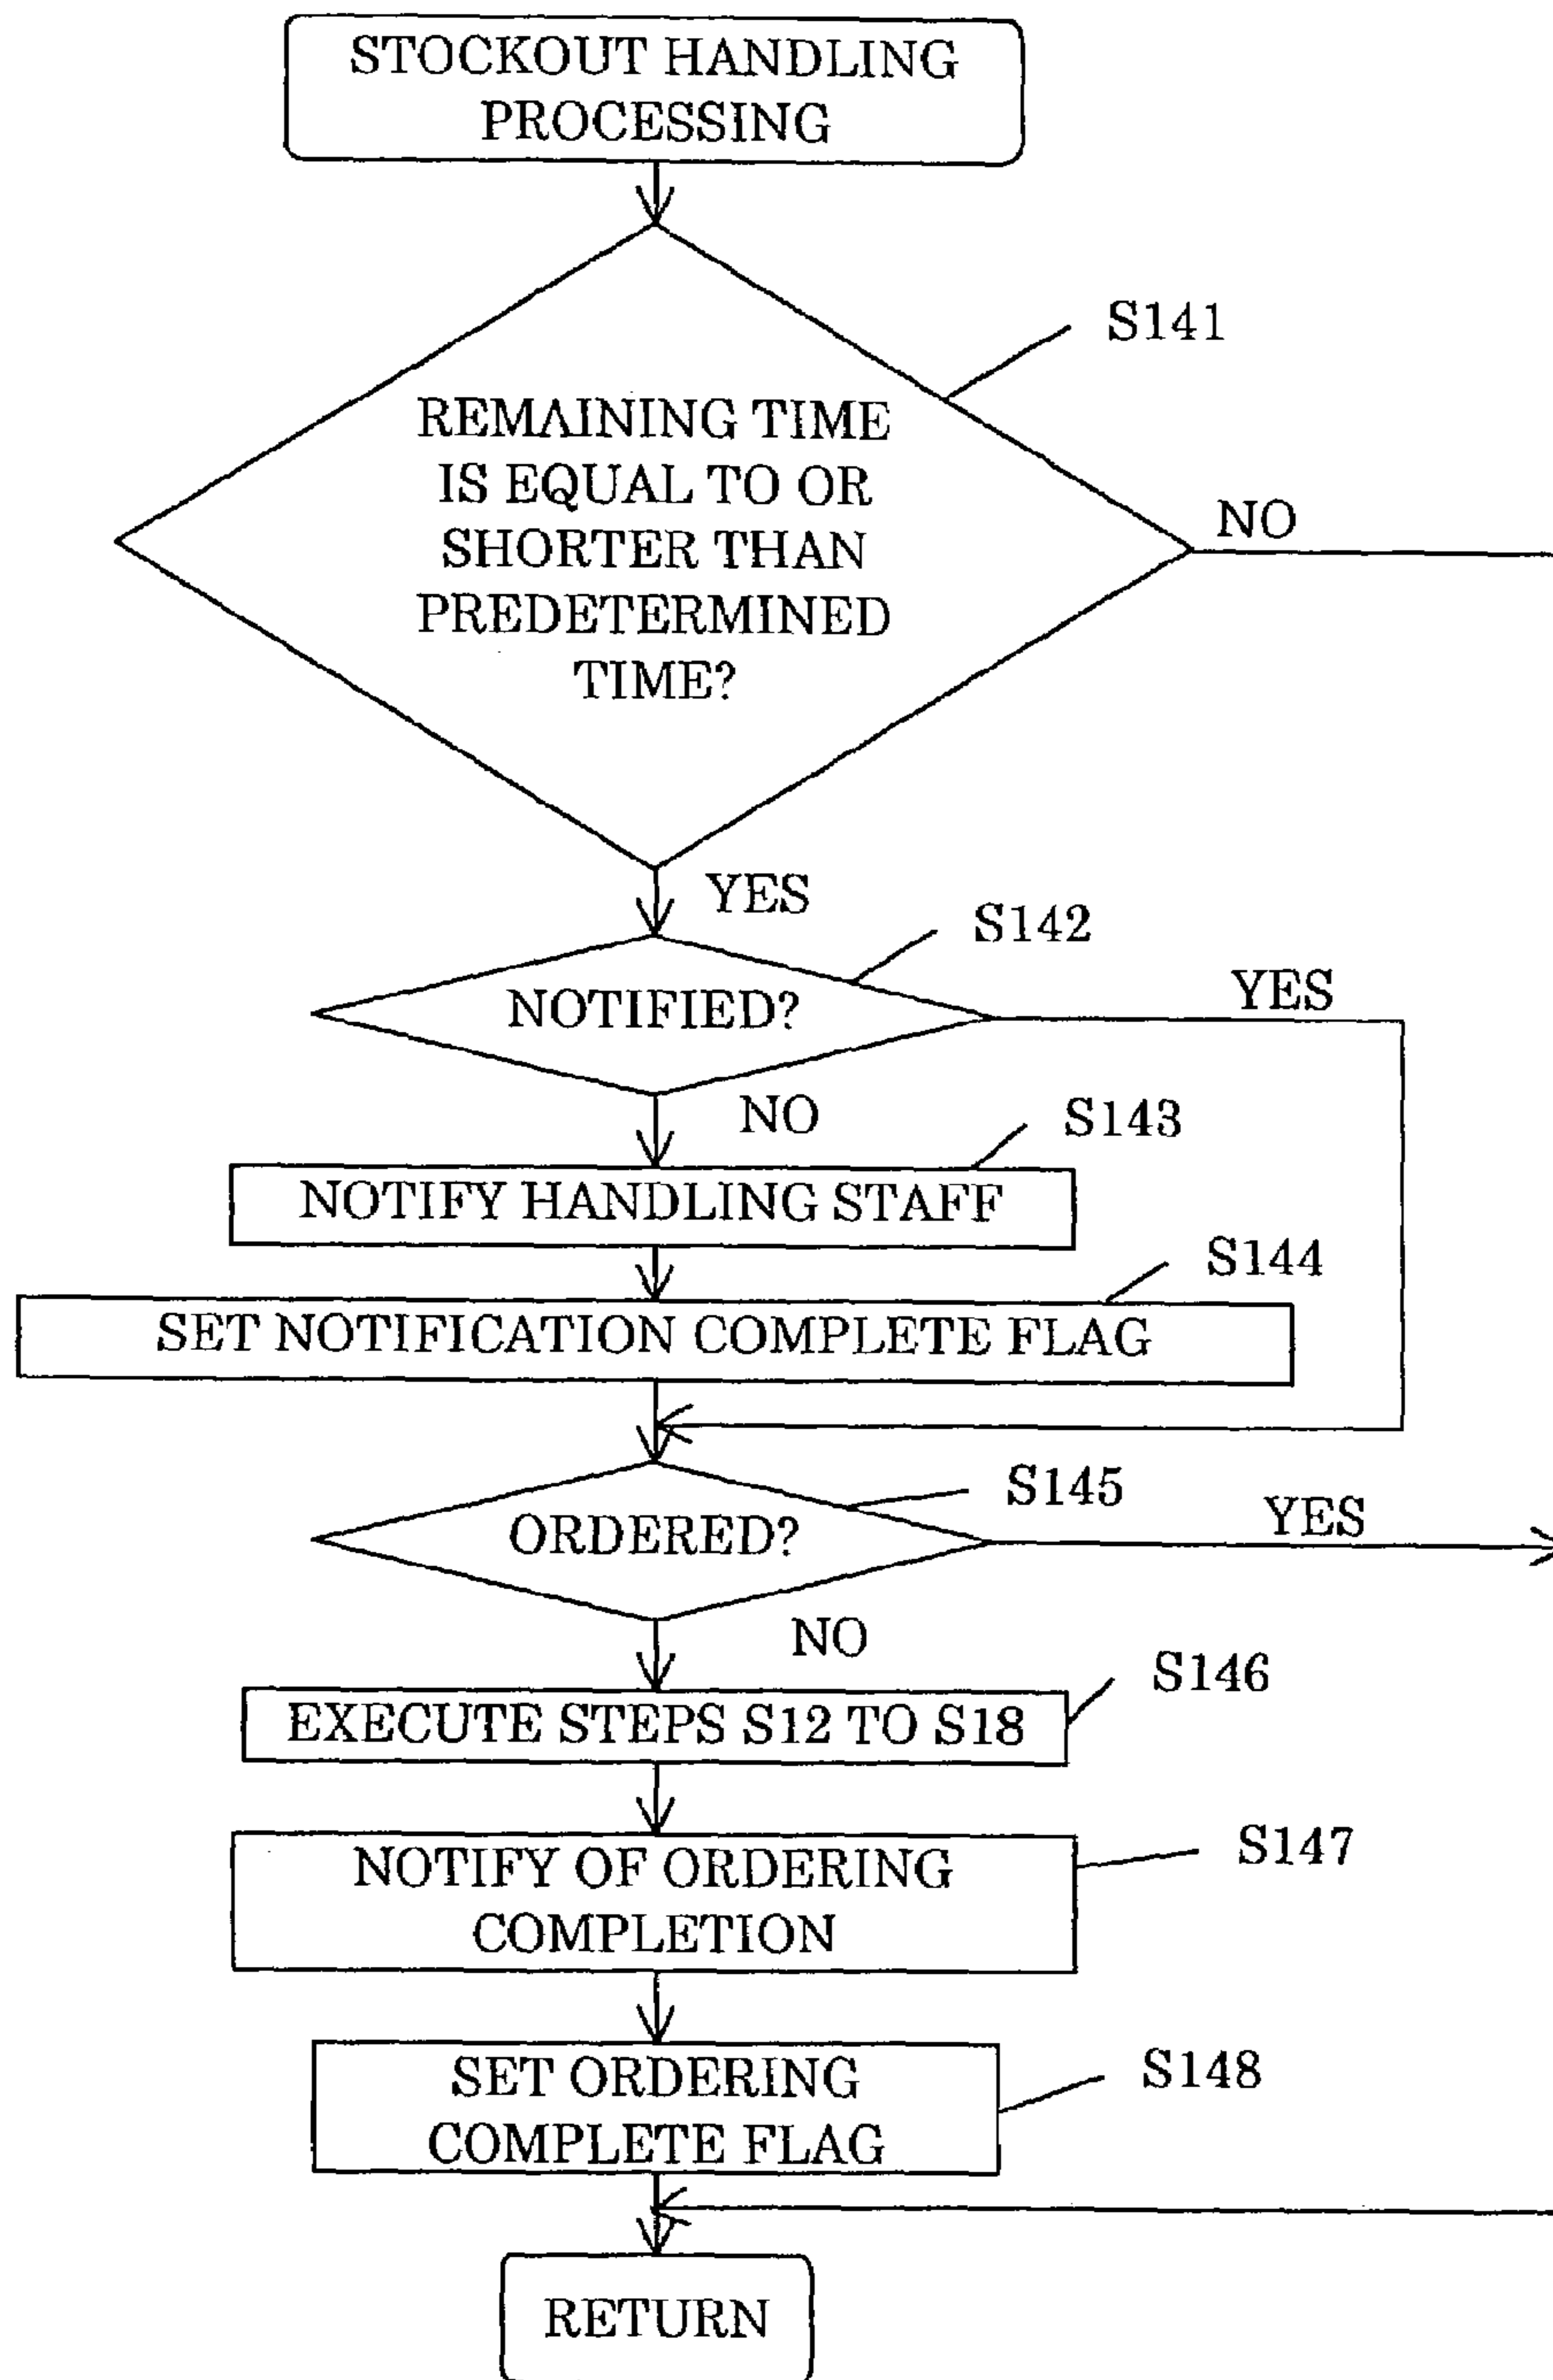 STOCKOUT HANDLING
PROCESSING
S141
REMAINING TIME
IS EQUAL TO OR
SHORTER THAN
PREDETERMINED
TIME?
NO
YES
S142
NOTIFIED?
YES
NO
S143
NOTIFY HANDLING STAFF
S144
SET NOTIFICATION COMPLETE FLAG
S145
ORDERED?
YES
NO
S146
EXECUTE STEPS S12 TO S18
S147
NOTIFY OF ORDERING
COMPLETION
S148
SET ORDERING
COMPLETE FLAG
RETURN